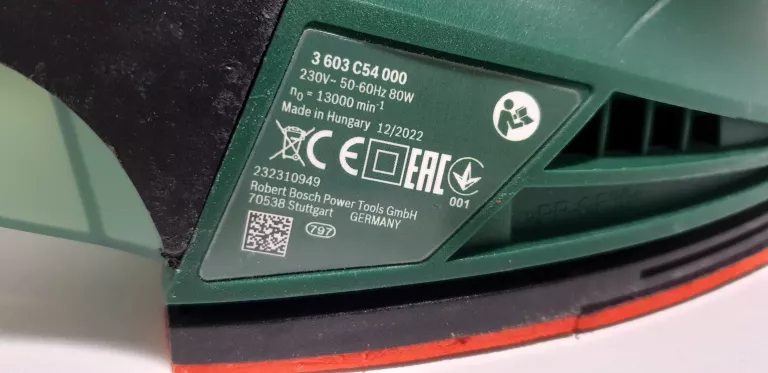 3 603 C54 000
230V~ 50-60Hz 80W
n₀ = 13000 min⁻¹
Made in Hungary 12/2022
CE EAC
001
232310949
Robert Bosch Power Tools GmbH
70538 Stuttgart GERMANY
797